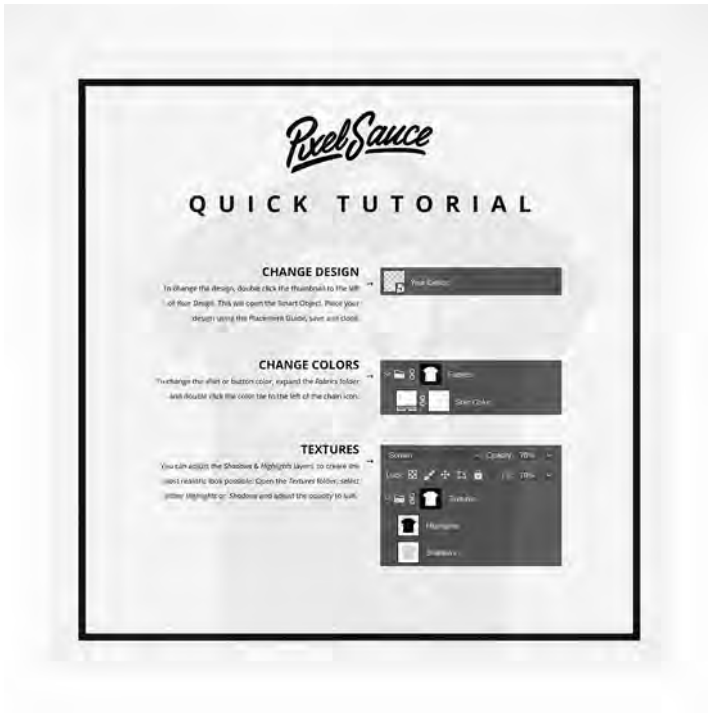 PixelSauce
QUICK TUTORIAL
CHANGE DESIGN
To change the design, double click the thumbnail to the left
of Your Design. This will open the Smart Object. Place your
design using the Placement Guide, save and close.
→
Your Design
CHANGE COLORS
To change the shirt or button color, expand the Fabrics folder
and double click the color tile to the left of the chain icon.
→
Fabrics
Shirt Color
TEXTURES
You can adjust the Shadows & Highlights layers, to create the
most realistic look possible. Open the Textures folder, select
either Highlights or Shadows and adjust the opacity to suit.
→
Screen Opacity: 70%
Lock: Fill: 70%
Textures
Highlights
Shadows